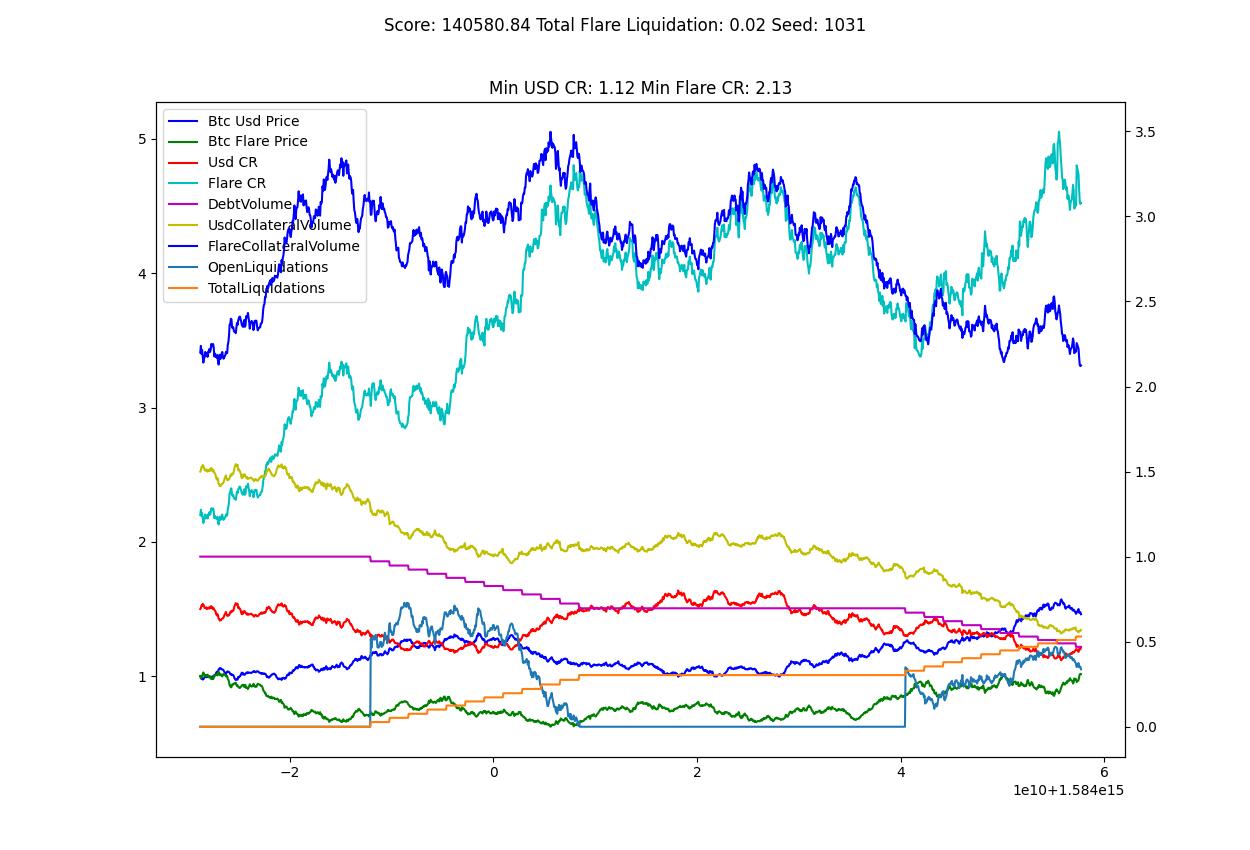 Score: 140580.84 Total Flare Liquidation: 0.02 Seed: 1031
Min USD CR: 1.12 Min Flare CR: 2.13
Btc Usd Price
Btc Flare Price
Usd CR
Flare CR
DebtVolume
UsdCollateralVolume
FlareCollateralVolume
OpenLiquidations
TotalLiquidations
5
4
3
2
1
3.5
3.0
2.5
2.0
1.5
1.0
0.5
0.0
−2 0 2 4 6
1e10+1.584e15